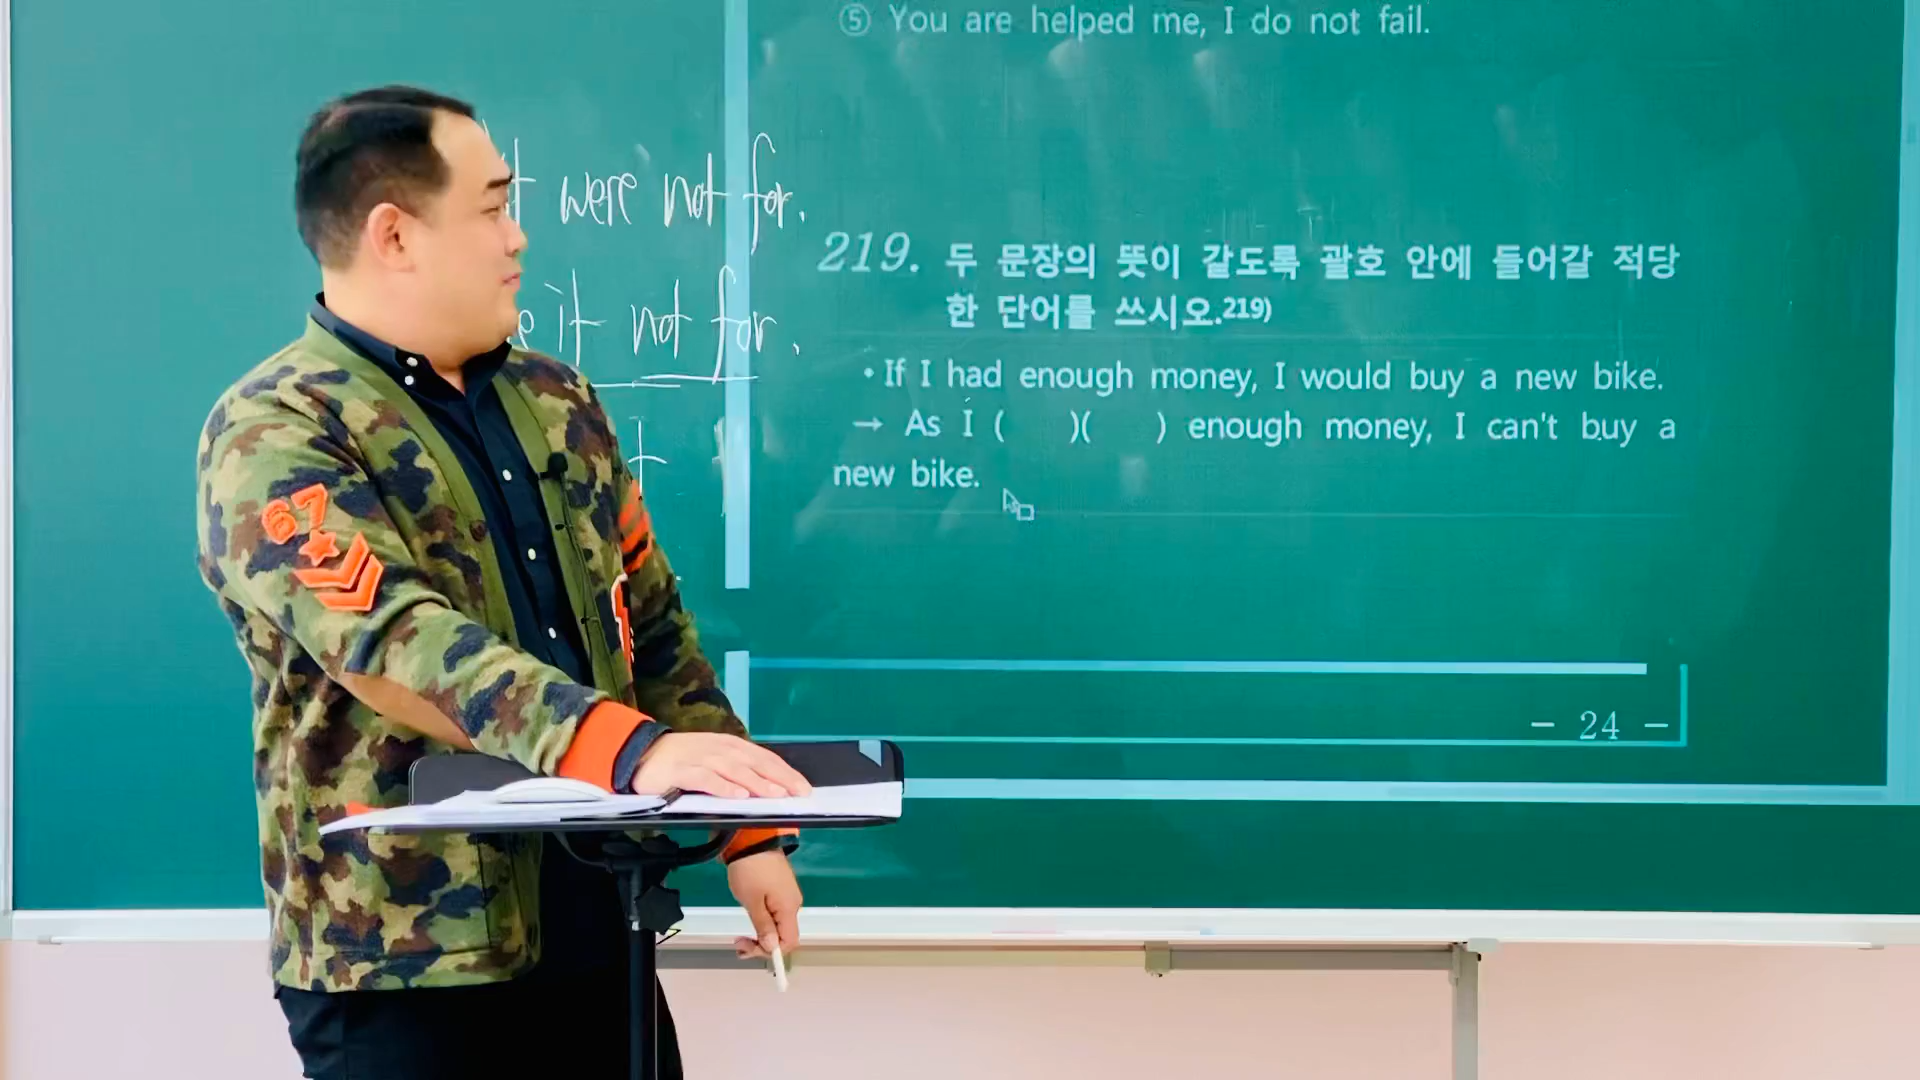 ⑤ You are helped me, I do not fail.
were not for.
it not for.
219. 두 문장의 뜻이 같도록 괄호 안에 들어갈 적당
한 단어를 쓰시오.219)
• If I had enough money, I would buy a new bike.
→ As I (    )(    ) enough money, I can't buy a
new bike.
67
- 24 -